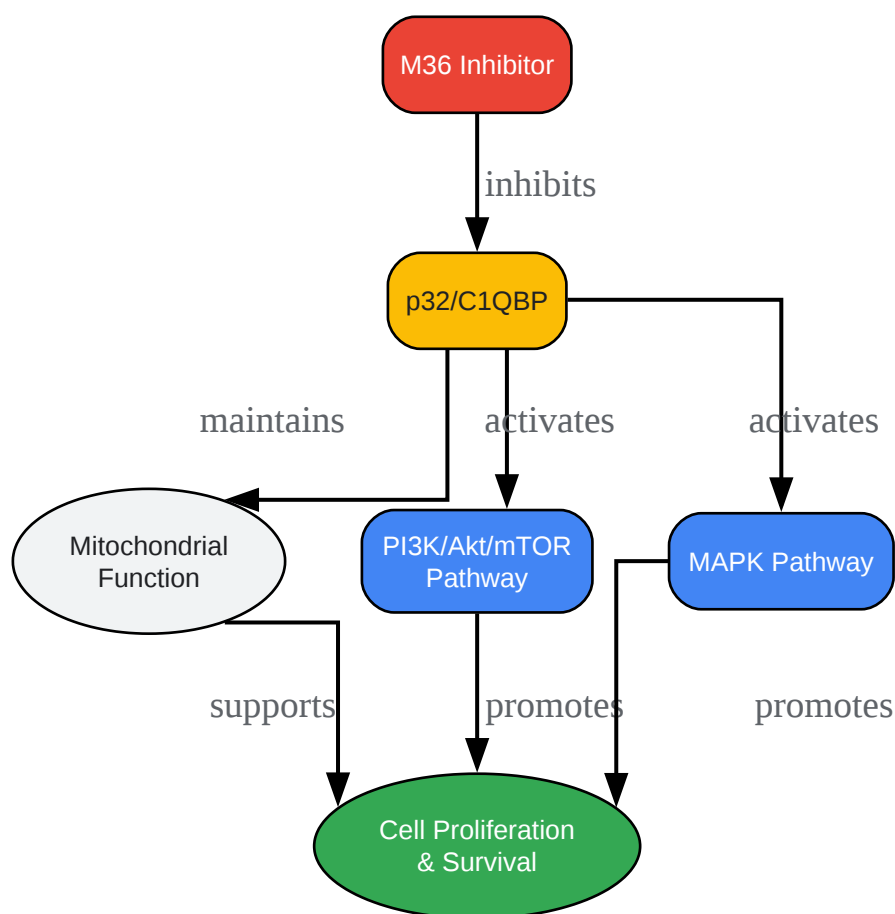 M36 Inhibitor
inhibits
p32/C1QBP
maintains
activates
activates
Mitochondrial
Function
PI3K/Akt/mTOR
Pathway
MAPK Pathway
supports
promotes
promotes
Cell Proliferation
& Survival